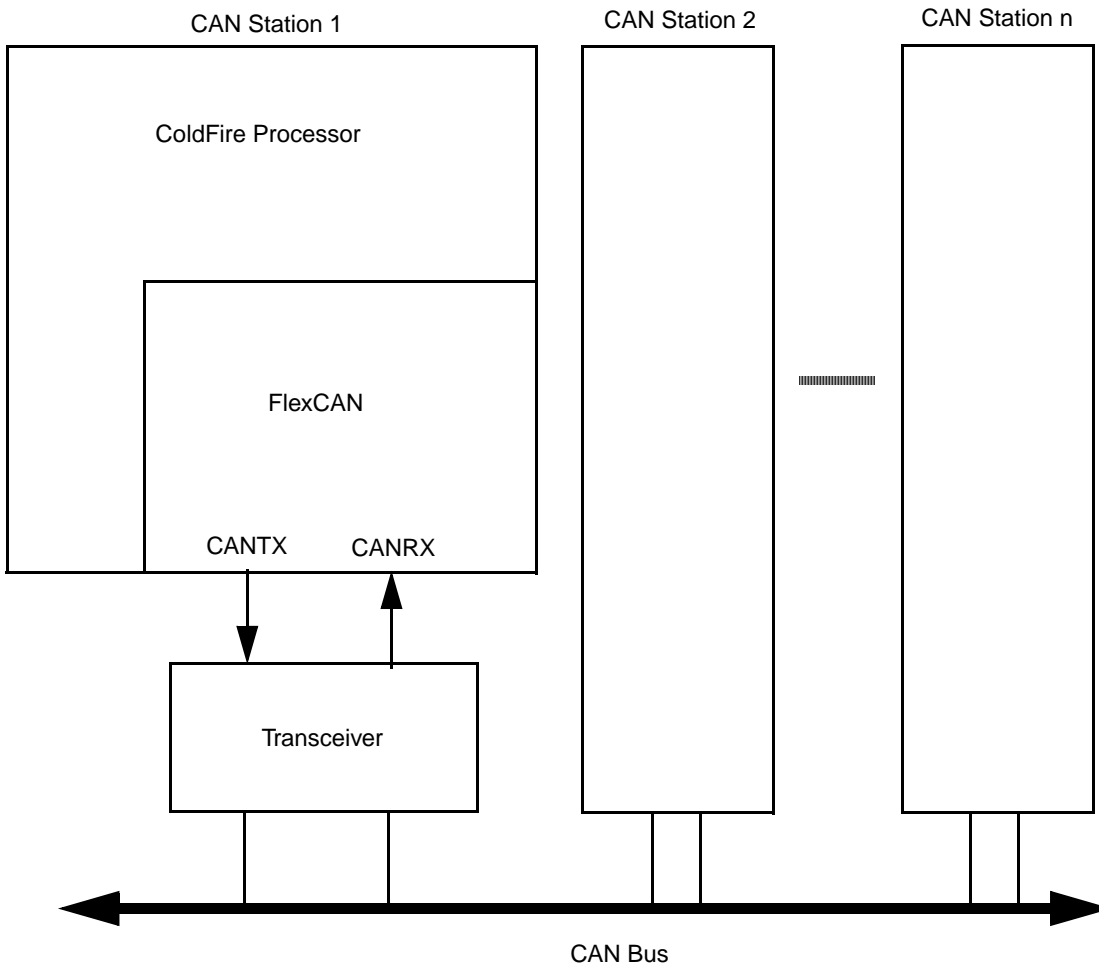 CAN Station 1
CAN Station 2
CAN Station n
ColdFire Processor
FlexCAN
CANTX
CANRX
Transceiver
CAN Bus